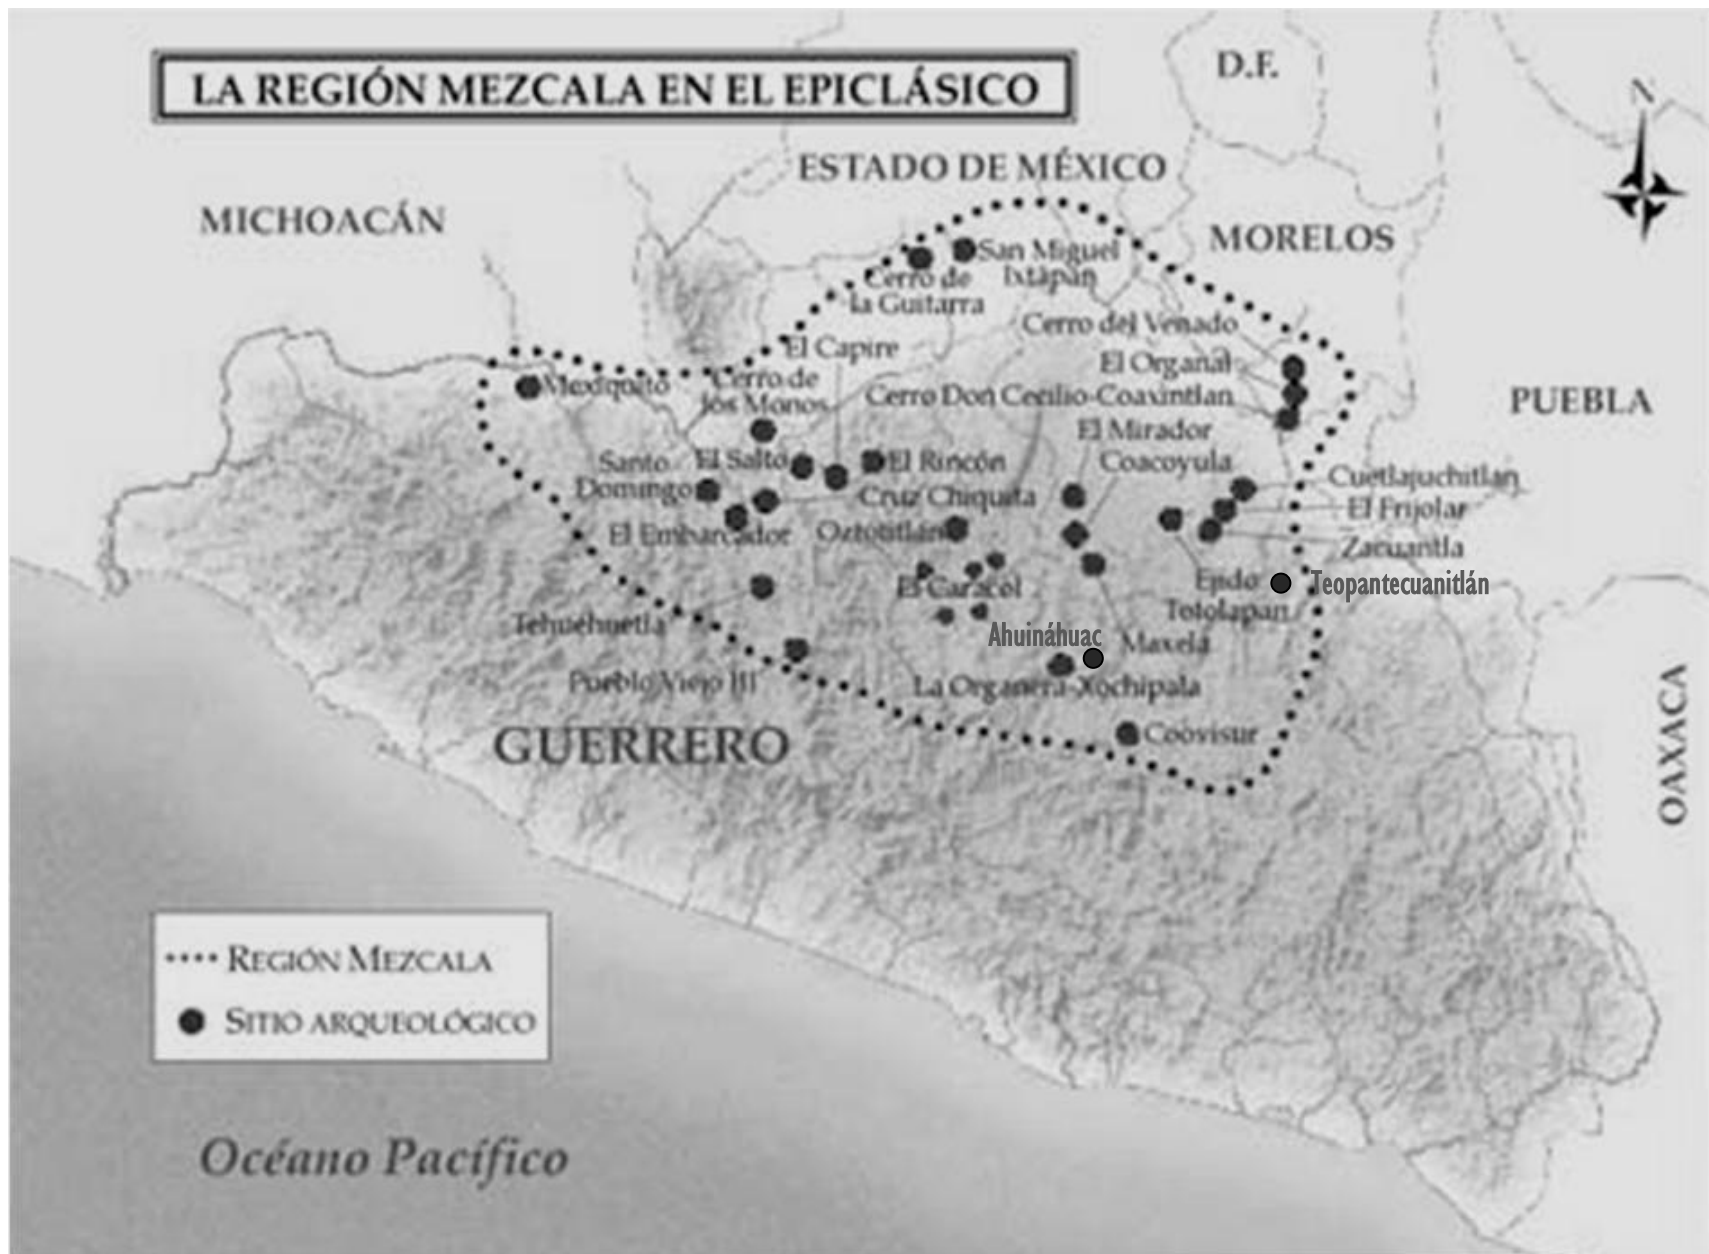 LA REGIÓN MEZCALA EN EL EPICLÁSICO
D.F.
N
ESTADO DE MÉXICO
MICHOACÁN
MORELOS
San Miguel
Ixtapan
Cerro de
la Guitarra
Cerro del Venado
El Capire
El Organal
Mexiquito
Cerro de
los Monos
Cerro Don Cecilio-Coaxintlan
PUEBLA
El Mirador
Santo
Domingo
El Salto
El Rincón
Coacoyula
Cuetlajuchitlán
Cruz Chiquita
El Frijolar
El Embarcador
Oztotitlán
Zacuantla
El Caracol
Ejido
Totolapan
Teopantecuanitlán
Tehuehuetla
Ahuináhuac
Maxela
Pueblo Viejo III
La Organera-Xochipala
GUERRERO
Coovisur
OAXACA
REGIÓN MEZCALA
SITIO ARQUEOLÓGICO
Océano Pacífico